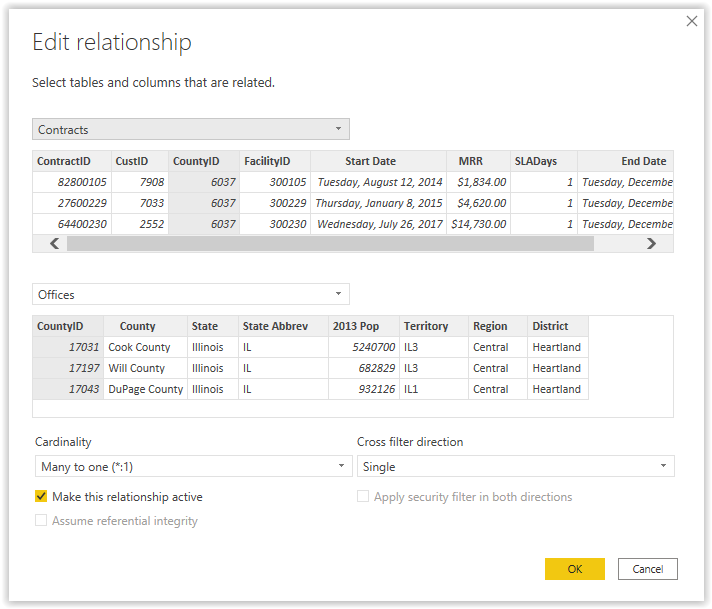 Edit relationship
Select tables and columns that are related.
Contracts
ContractID CustID CountyID FacilityID Start Date MRR SLADays End Date
82800105 7908 6037 300105 Tuesday, August 12, 2014 $1,834.00 1 Tuesday, Decembe
27600229 7033 6037 300229 Thursday, January 8, 2015 $4,620.00 1 Tuesday, Decembe
64400230 2552 6037 300230 Wednesday, July 26, 2017 $14,730.00 1 Tuesday, Decembe
Offices
CountyID County State State Abbrev 2013 Pop Territory Region District
17031 Cook County Illinois IL 5240700 IL3 Central Heartland
17197 Will County Illinois IL 682829 IL3 Central Heartland
17043 DuPage County Illinois IL 932126 IL1 Central Heartland
Cardinality Cross filter direction
Many to one (*:1) Single
Make this relationship active Apply security filter in both directions
Assume referential integrity
OK Cancel